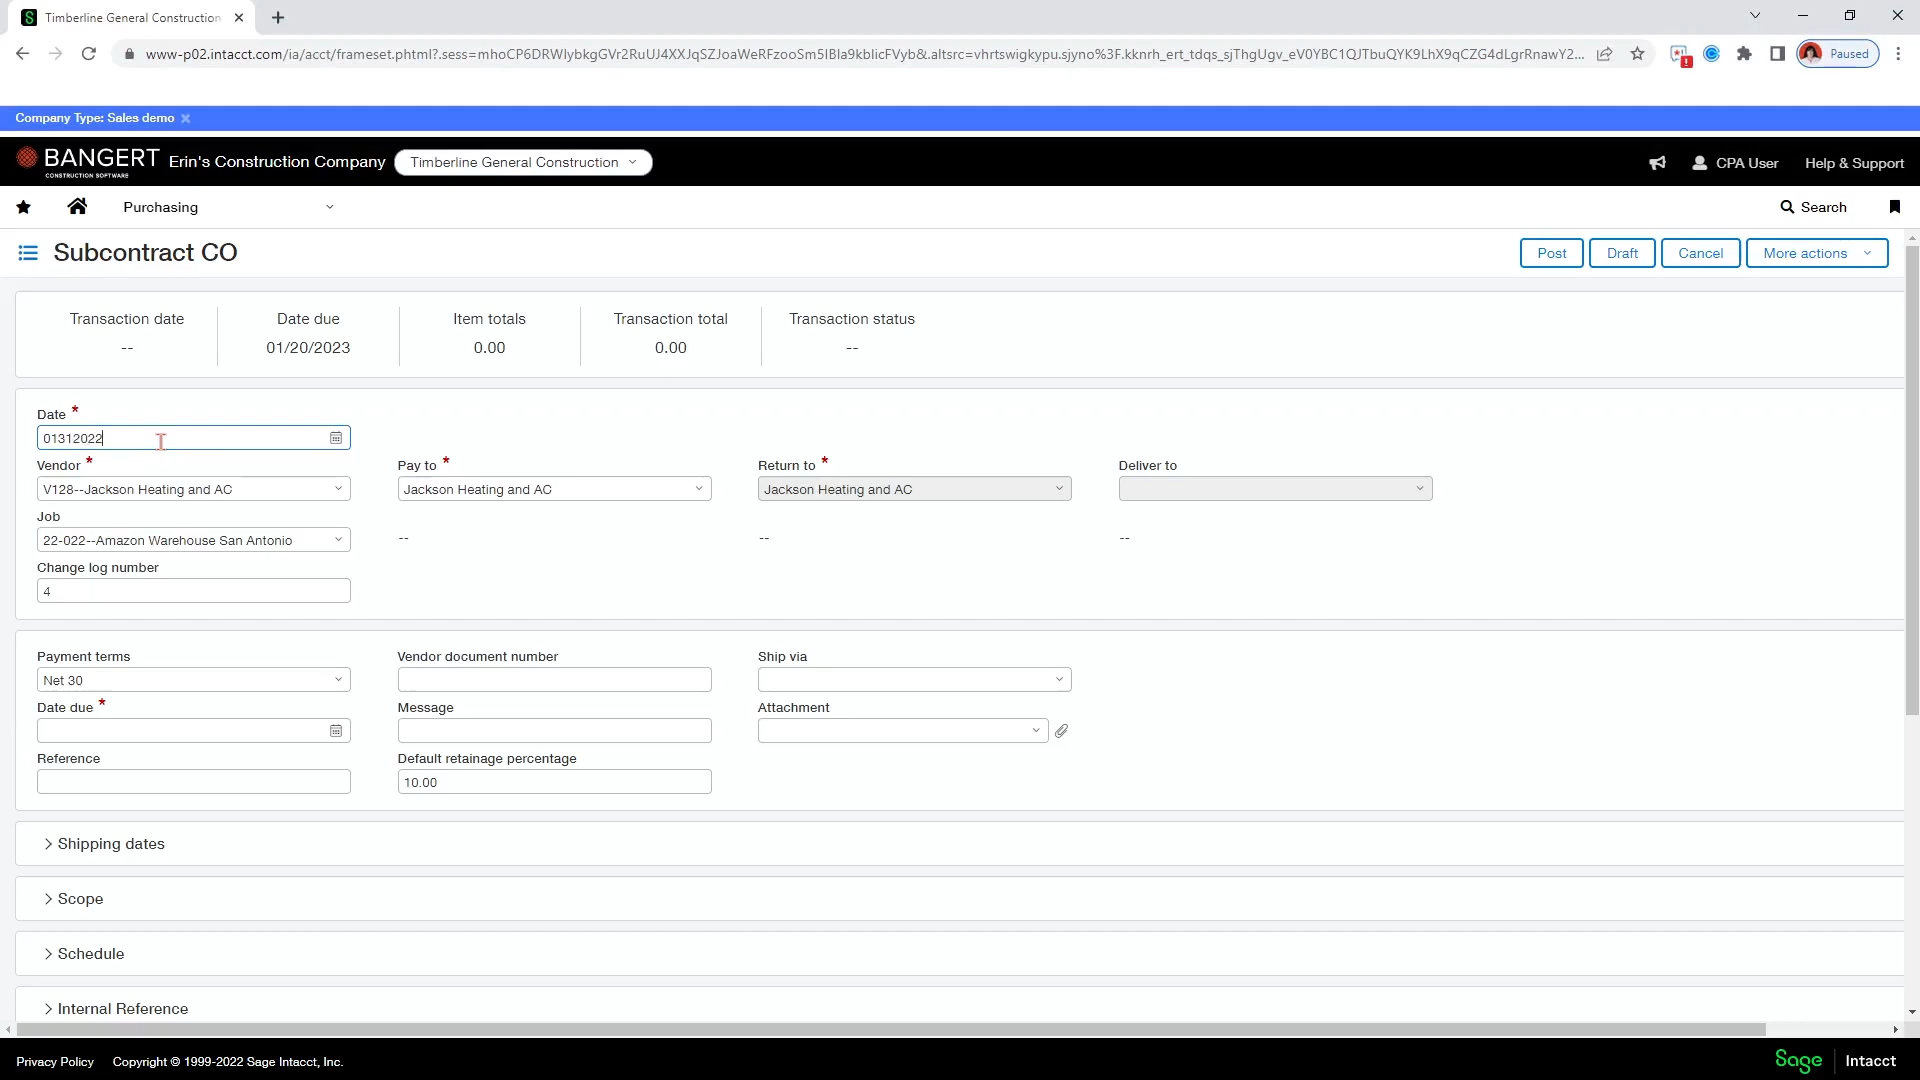 Timberline General Construction
www-p02.intacct.com/ia/acct/frameset.phtml?.sess=mhoCP6DRWIybkgGVr2RuUJ4XXJqSZJoaWeRFzooSm5IBIa9kblicFVyb&.altsrc=vhrtswigkypu.sjyno%3F.kknrh_ert_tdqs_sjThgUgv_eV0YBC1QJTbuQYK9LhX9qCZG4dLgrRnawY2...
Paused
Company Type: Sales demo
BANGERT
CONSTRUCTION SOFTWARE
Erin's Construction Company
Timberline General Construction
CPA User
Help & Support
Purchasing
Search
Subcontract CO
Post
Draft
Cancel
More actions
Transaction date
Date due
Item totals
Transaction total
Transaction status
--
01/20/2023
0.00
0.00
--
Date *
01312022
Vendor *
Pay to *
Return to *
Deliver to
V128--Jackson Heating and AC
Jackson Heating and AC
Jackson Heating and AC
Job
22-022--Amazon Warehouse San Antonio
--
--
--
Change log number
4
Payment terms
Vendor document number
Ship via
Net 30
Date due *
Message
Attachment
Reference
Default retainage percentage
10.00
Shipping dates
Scope
Schedule
Internal Reference
Privacy Policy
Copyright © 1999-2022 Sage Intacct, Inc.
Sage
Intacct